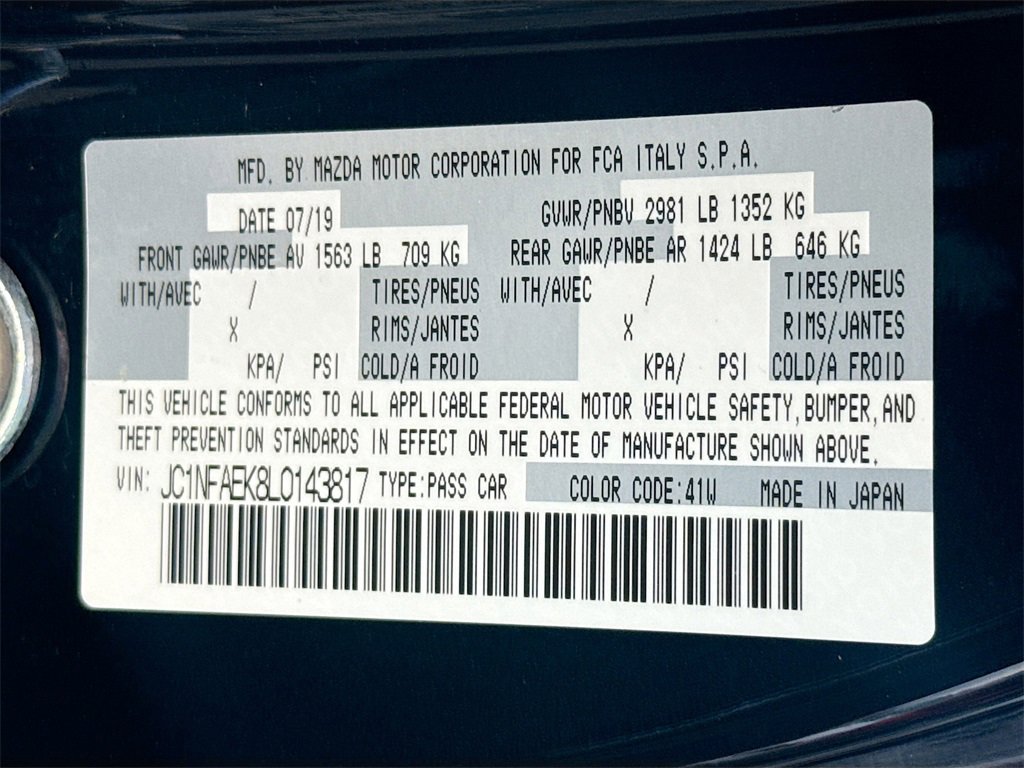 MFD. BY MAZDA MOTOR CORPORATION FOR FCA ITALY S.P.A.
DATE 07/19 GVWR/PNBV 2981 LB 1352 KG
FRONT GAWR/PNBE AV 1563 LB 709 KG REAR GAWR/PNBE AR 1424 LB 646 KG
WITH/AVEC / TIRES/PNEUS WITH/AVEC / TIRES/PNEUS
X RIMS/JANTES X RIMS/JANTES
KPA/ PSI COLD/A FROID KPA/ PSI COLD/A FROID
THIS VEHICLE CONFORMS TO ALL APPLICABLE FEDERAL MOTOR VEHICLE SAFETY, BUMPER, AND
THEFT PREVENTION STANDARDS IN EFFECT ON THE DATE OF MANUFACTURE SHOWN ABOVE.
VIN: JC1NFAEK8L0143817 TYPE:PASS CAR COLOR CODE:41W MADE IN JAPAN